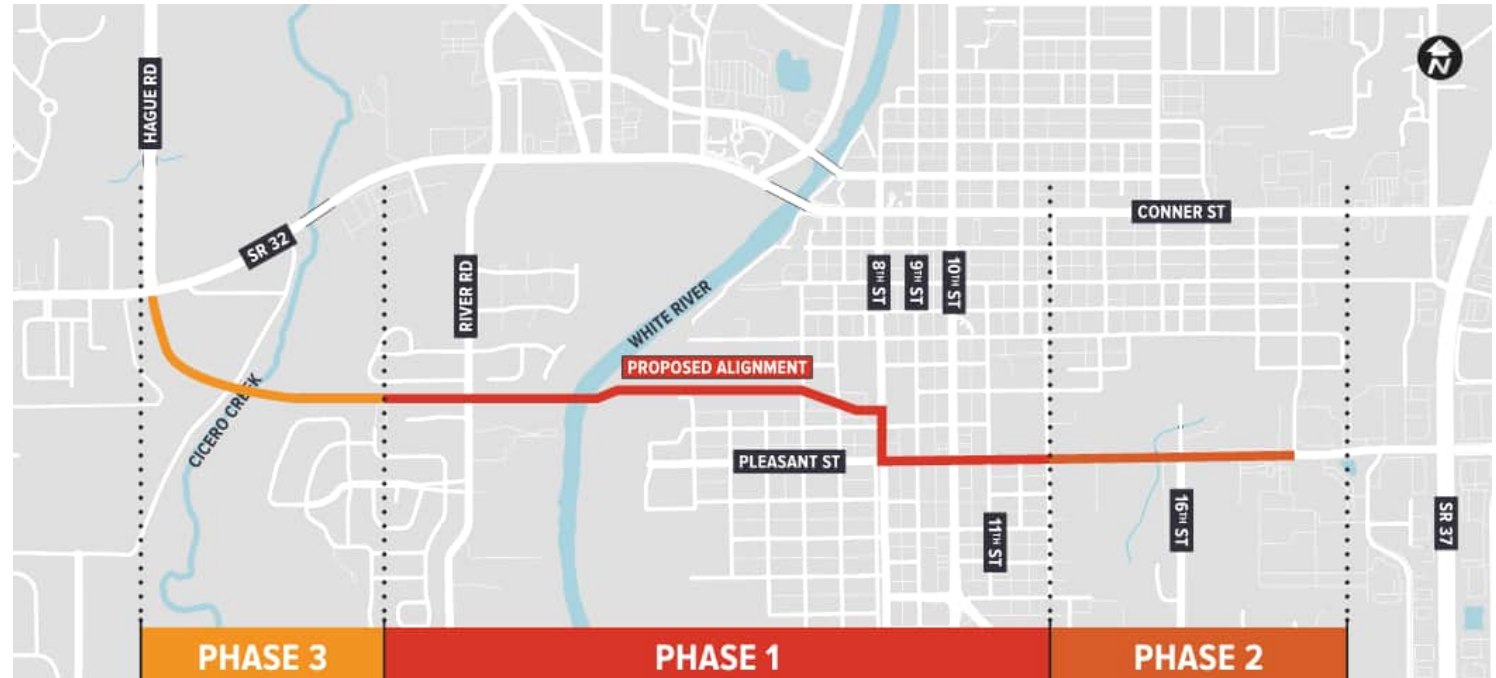 N
HAGUE RD
SR 32
CONNER ST
RIVER RD
8TH ST
9TH ST
10TH ST
WHITE RIVER
PROPOSED ALIGNMENT
CICERO CREEK
PLEASANT ST
11TH ST
16TH ST
SR 37
PHASE 3
PHASE 1
PHASE 2